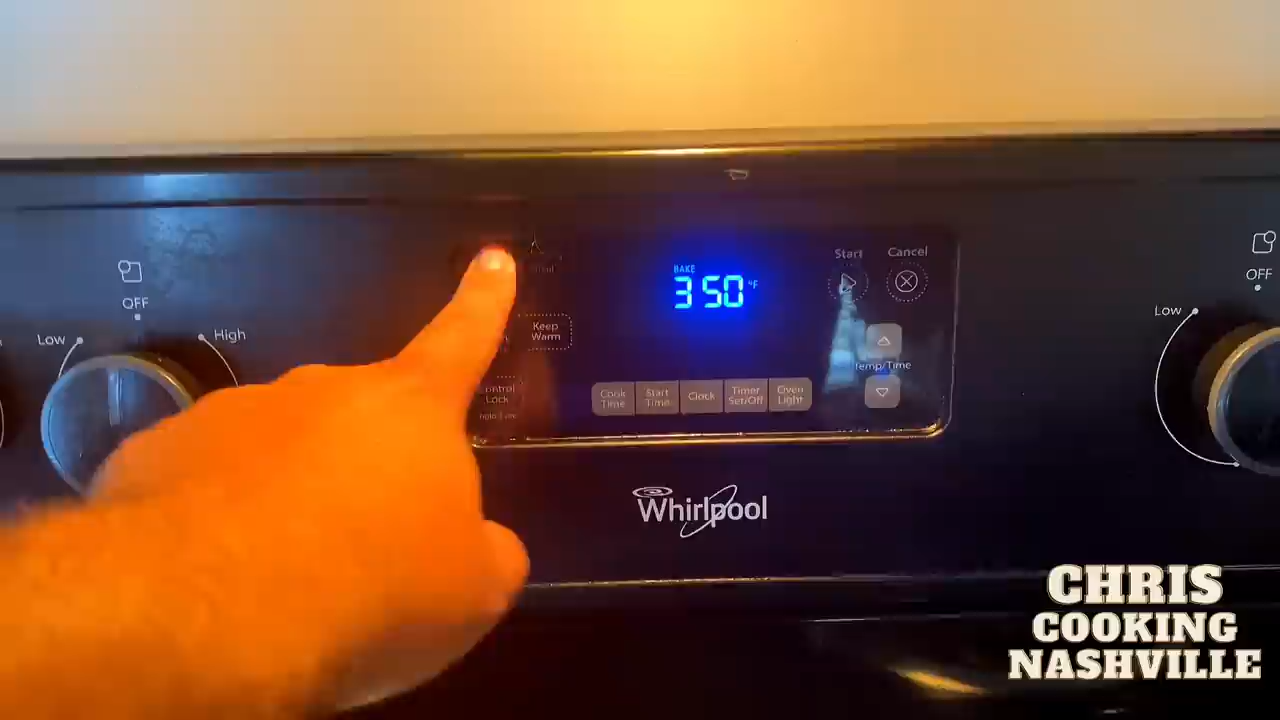 BAKE
350°F
Start
Cancel
OFF
Low
High
Keep
Warm
Temp/Time
Control
Lock
Cook
Time
Start
Time
Clock
Timer
Set/Off
Oven
Light
OFF
Low
Whirlpool
CHRIS
COOKING
NASHVILLE